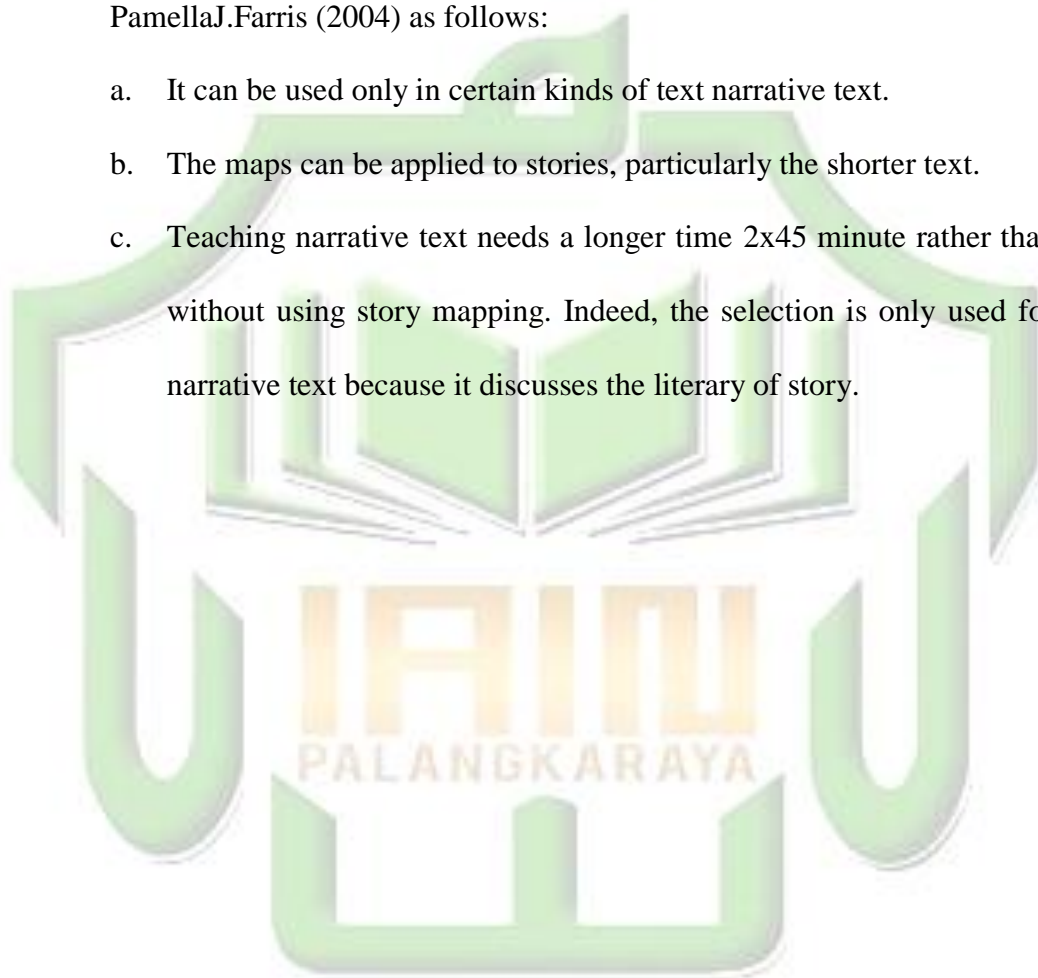 PamellaJ.Farris (2004) as follows:
a. It can be used only in certain kinds of text narrative text.
b. The maps can be applied to stories, particularly the shorter text.
c. Teaching narrative text needs a longer time 2x45 minute rather tha
without using story mapping. Indeed, the selection is only used fo
narrative text because it discusses the literary of story.
IAIN
PALANGKARAYA